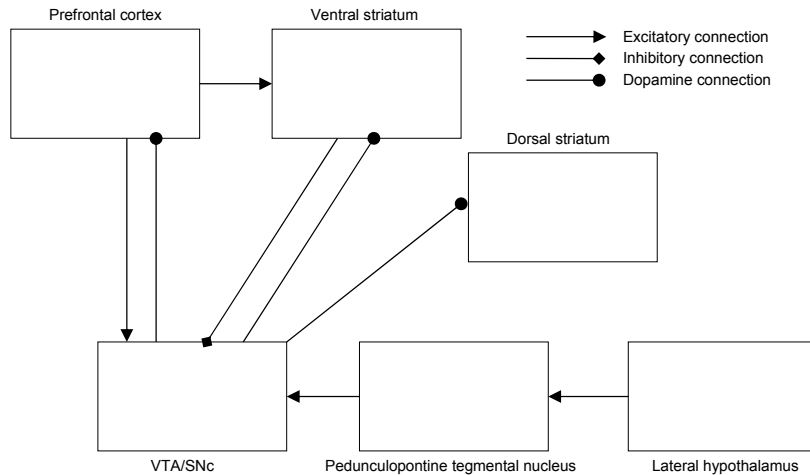 Prefrontal cortex
Ventral striatum
Excitatory connection
Inhibitory connection
Dopamine connection
Dorsal striatum
VTA/SNc
Pedunculopontine tegmental nucleus
Lateral hypothalamus